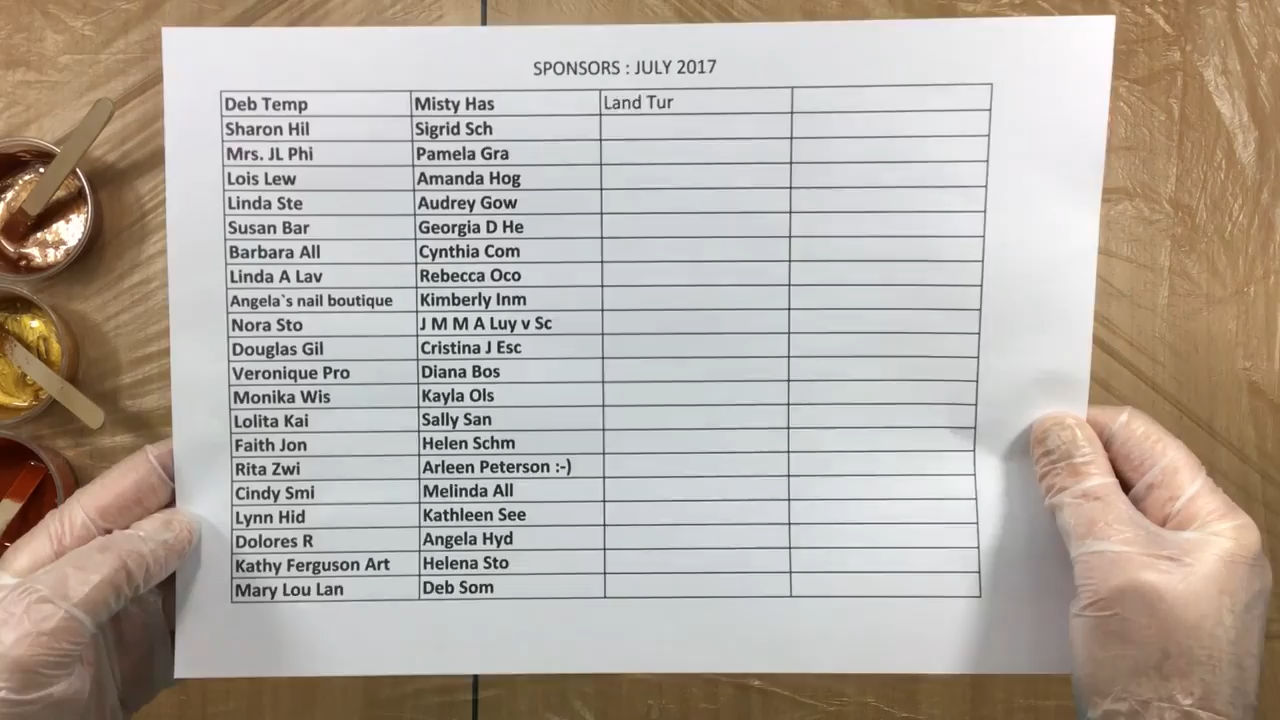 SPONSORS : JULY 2017
Deb Temp Misty Has Land Tur
Sharon Hil Sigrid Sch
Mrs. JL Phi Pamela Gra
Lois Lew Amanda Hog
Linda Ste Audrey Gow
Susan Bar Georgia D He
Barbara All Cynthia Com
Linda A Lav Rebecca Oco
Angela`s nail boutique Kimberly Inm
Nora Sto J M M A Luy v Sc
Douglas Gil Cristina J Esc
Veronique Pro Diana Bos
Monika Wis Kayla Ols
Lolita Kai Sally San
Faith Jon Helen Schm
Rita Zwi Arleen Peterson :-)
Cindy Smi Melinda All
Lynn Hid Kathleen See
Dolores R Angela Hyd
Kathy Ferguson Art Helena Sto
Mary Lou Lan Deb Som